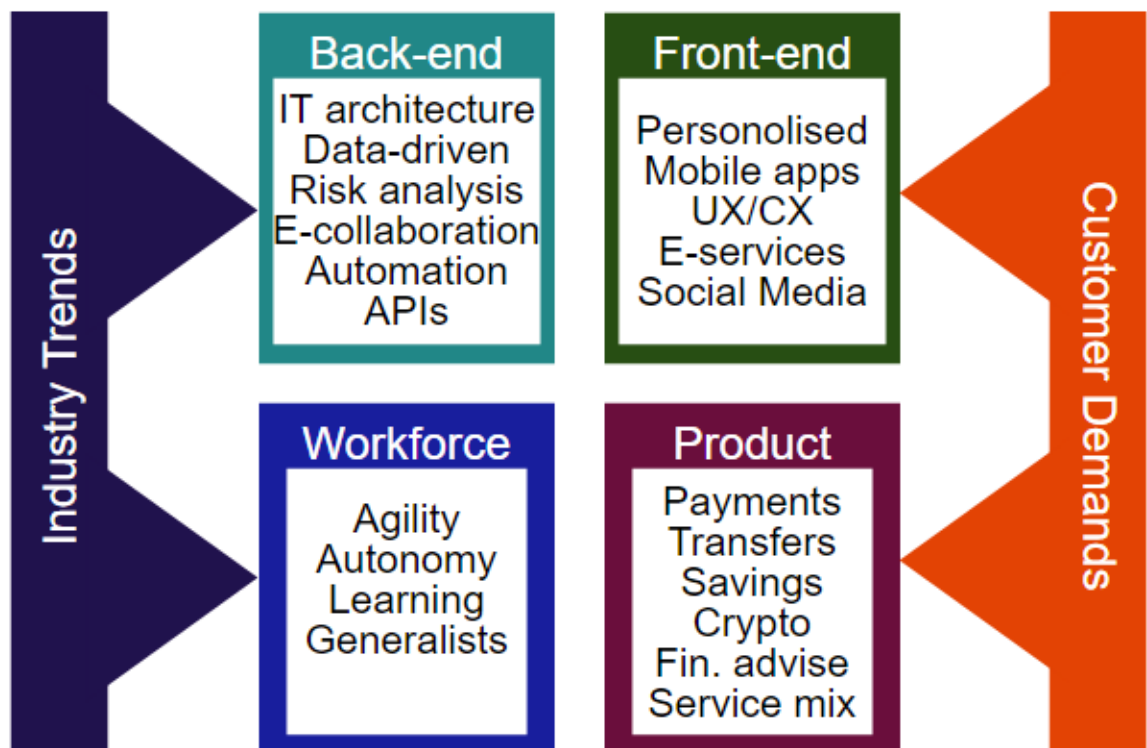 Industry Trends
Back-end
IT architecture
Data-driven
Risk analysis
E-collaboration
Automation
APIs
Front-end
Personolised
Mobile apps
UX/CX
E-services
Social Media
Workforce
Agility
Autonomy
Learning
Generalists
Product
Payments
Transfers
Savings
Crypto
Fin. advise
Service mix
Customer Demands